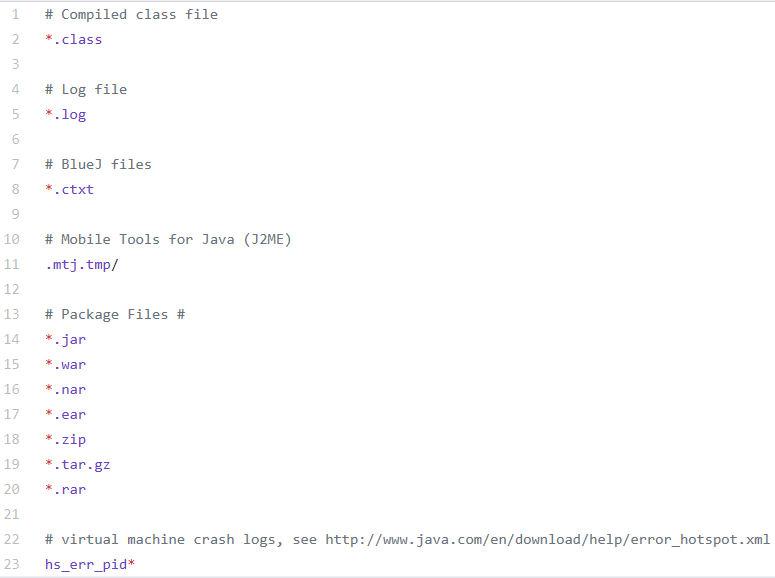 1 # Compiled class file
2 *.class
3
4 # Log file
5 *.log
6
7 # BlueJ files
8 *.ctxt
9
10 # Mobile Tools for Java (J2ME)
11 .mtj.tmp/
12
13 # Package Files #
14 *.jar
15 *.war
16 *.nar
17 *.ear
18 *.zip
19 *.tar.gz
20 *.rar
21
22 # virtual machine crash logs, see http://www.java.com/en/download/help/error_hotspot.xml
23 hs_err_pid*